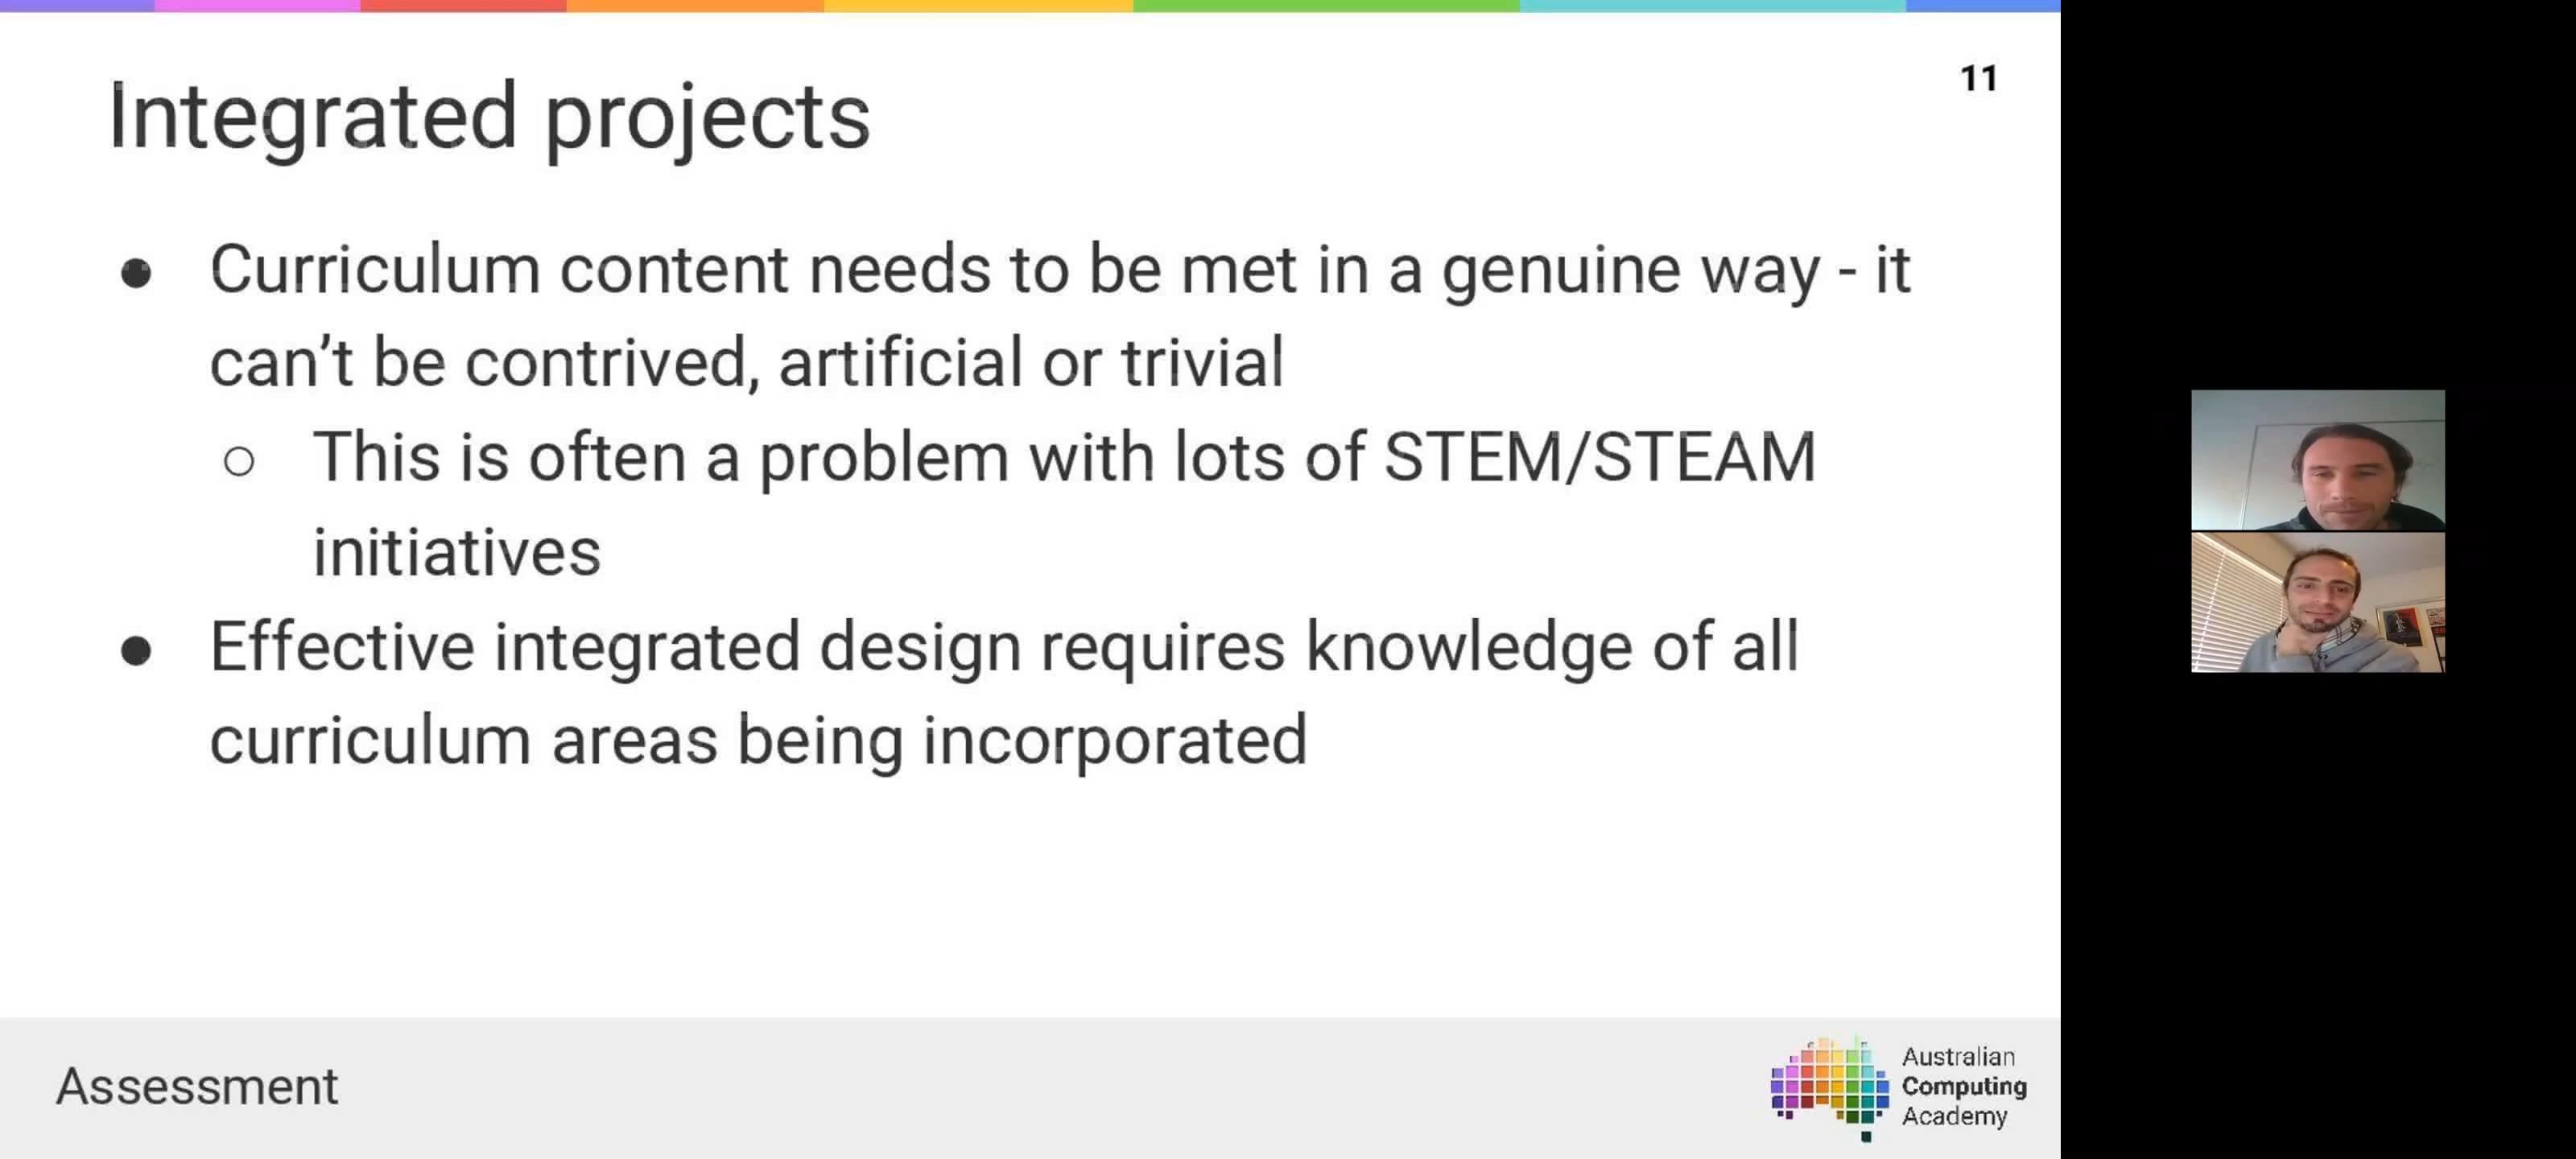 11
Integrated projects
● Curriculum content needs to be met in a genuine way - it
can’t be contrived, artificial or trivial
○ This is often a problem with lots of STEM/STEAM
initiatives
● Effective integrated design requires knowledge of all
curriculum areas being incorporated
Assessment
Australian
Computing
Academy